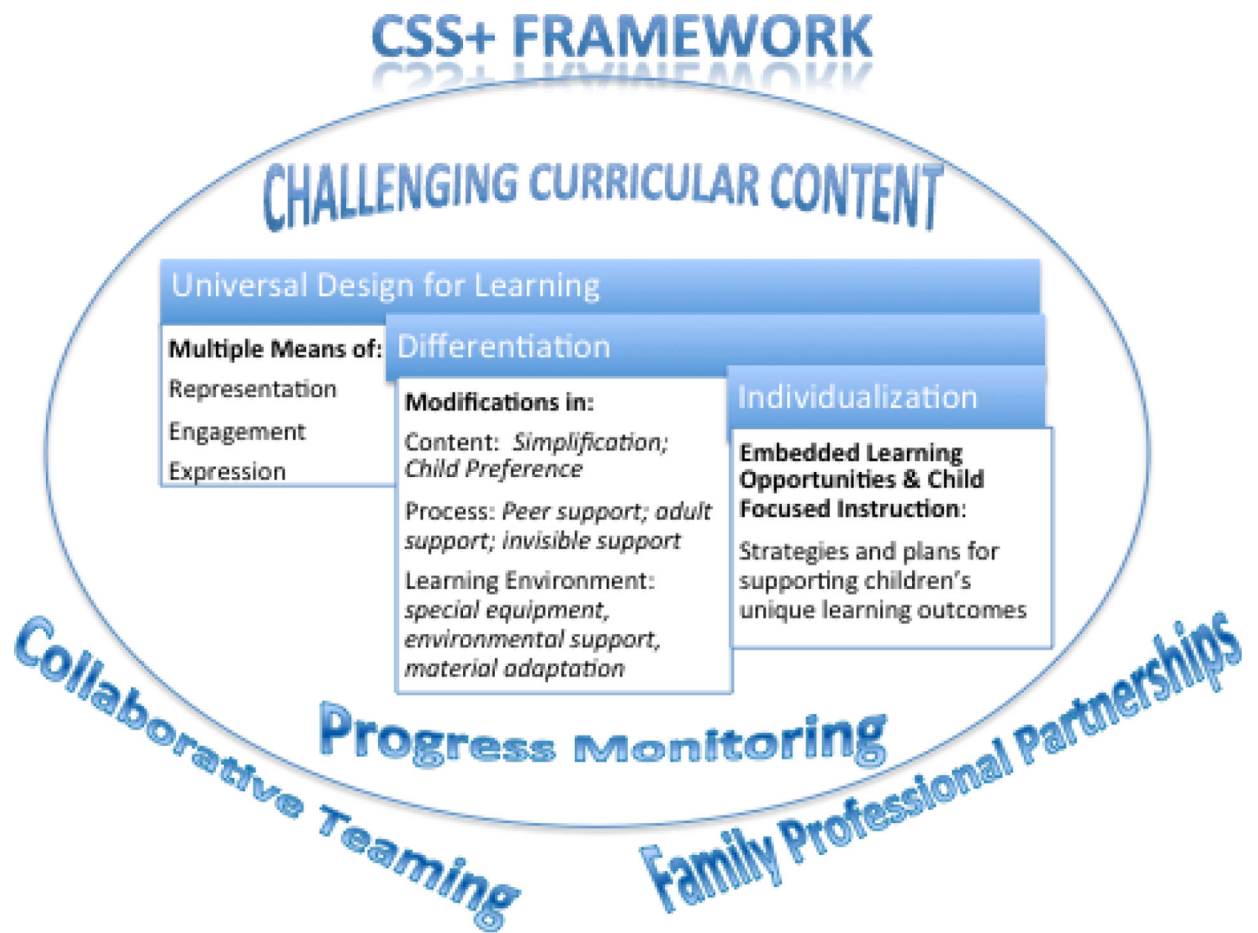 CSS+ FRAMEWORK
CHALLENGING CURRICULAR CONTENT
Universal Design for Learning
Multiple Means of:
Representation
Engagement
Expression
Differentiation
Modifications in:
Content: Simplification;
Child Preference
Process: Peer support; adult
support; invisible support
Learning Environment:
special equipment,
environmental support,
material adaptation
Individualization
Embedded Learning
Opportunities & Child
Focused Instruction:
Strategies and plans for
supporting children's
unique learning outcomes
Progress Monitoring
Collaborative Teaming
Family Professional Partnerships